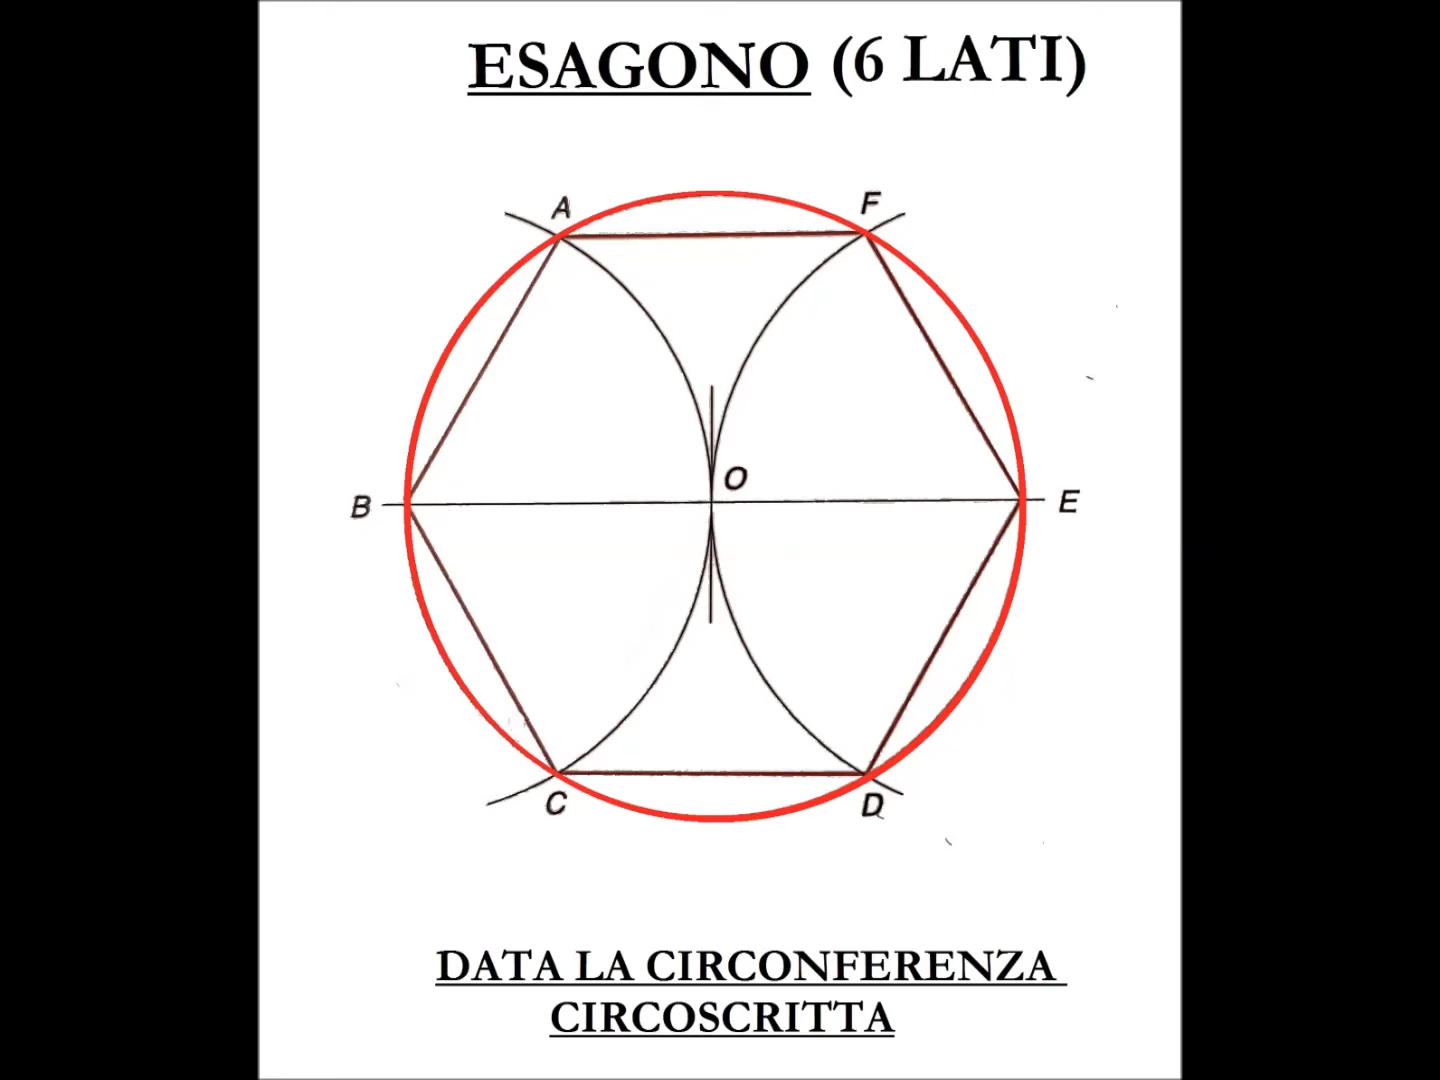 ESAGONO (6 LATI)
A
F
O
B
E
C
D
DATA LA CIRCONFERENZA
CIRCOSCRITTA